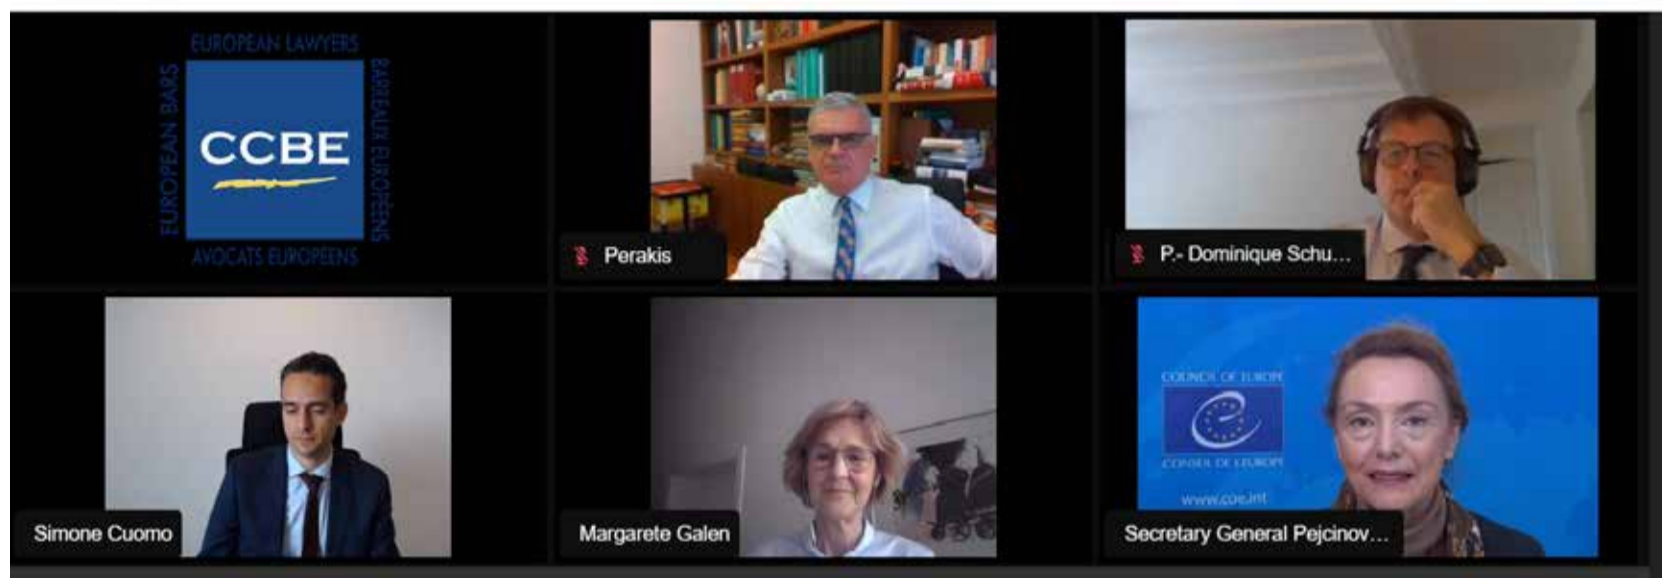 EUROPEAN LAWYERS
EUROPEAN BARS
CCBE
BARREAUX EUROPÉENS
AVOCATS EUROPÉENS
Perakis
P.- Dominique Schu...
Simone Cuomo
Margarete Galen
COUNCIL OF EUROPE
CONSEIL DE L'EUROPE
www.coe.int
Secretary General Pejcinov...